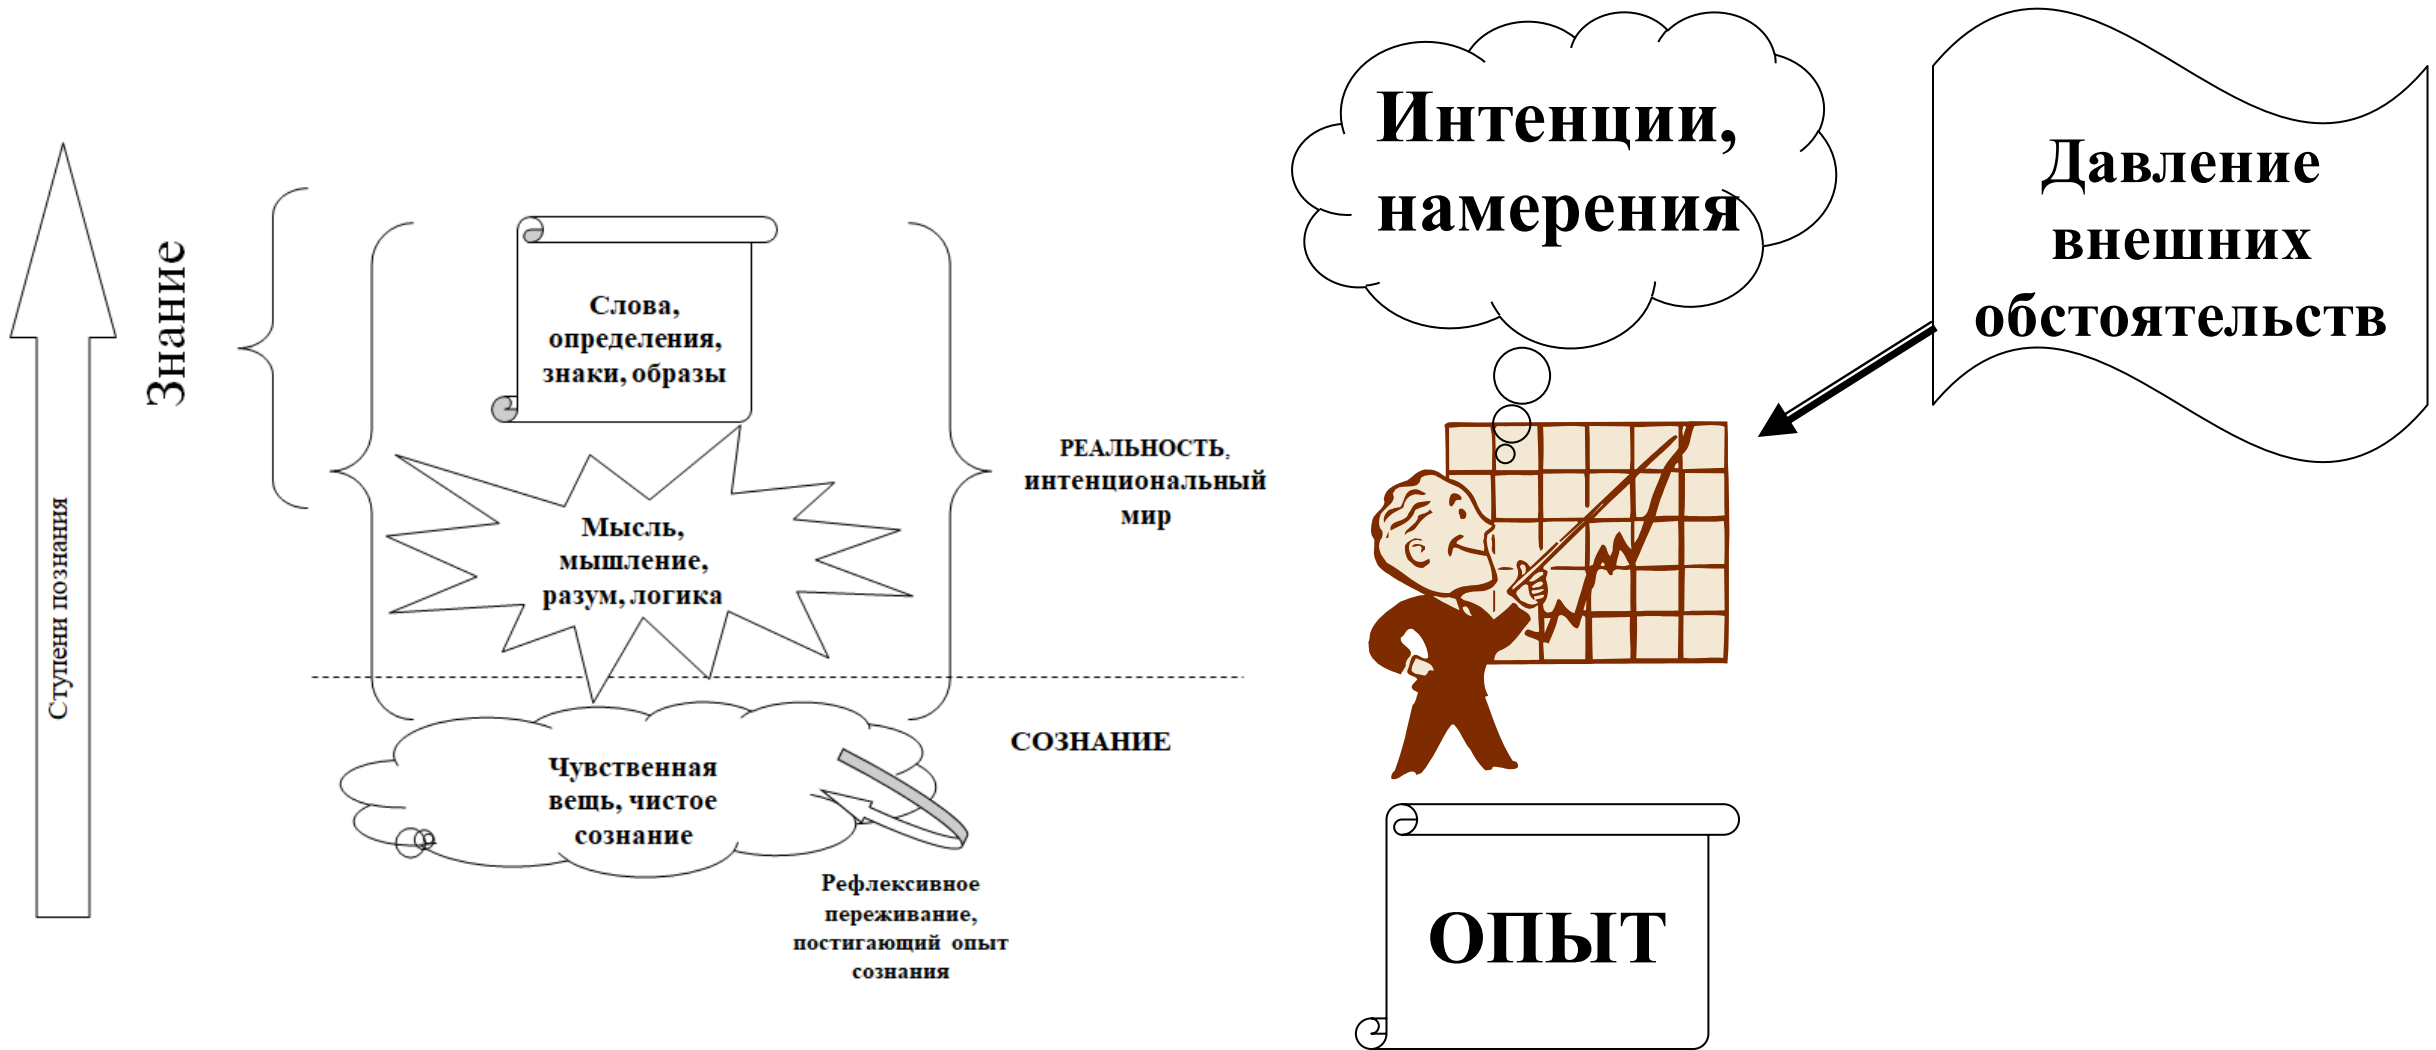 Ступени познания
Знание
Слова,
определения,
знаки, образы
Мысль,
мышление,
разум, логика
РЕАЛЬНОСТЬ,
интенциональный
мир
СОЗНАНИЕ
Чувственная
вещь, чистое
сознание
Рефлексивное
переживание,
постигающий опыт
сознания
Интенции,
намерения
Давление
внешних
обстоятельств
ОПЫТ